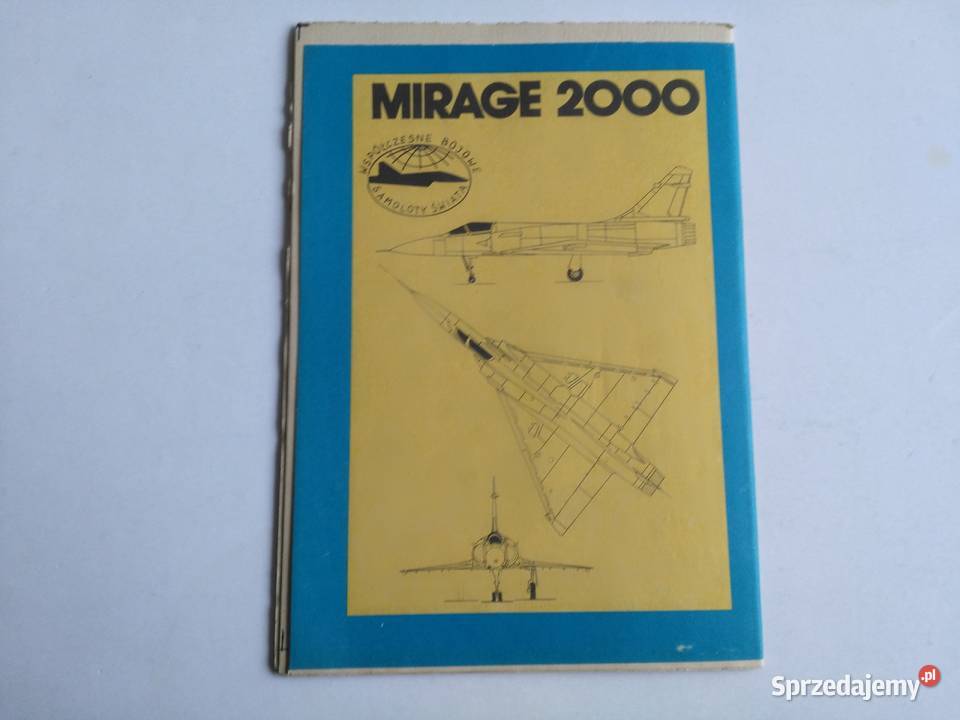 MIRAGE 2000
WSPÓŁCZESNE BOJOWE
SAMOLOTY ŚWIATA
Sprzedajemy.pl